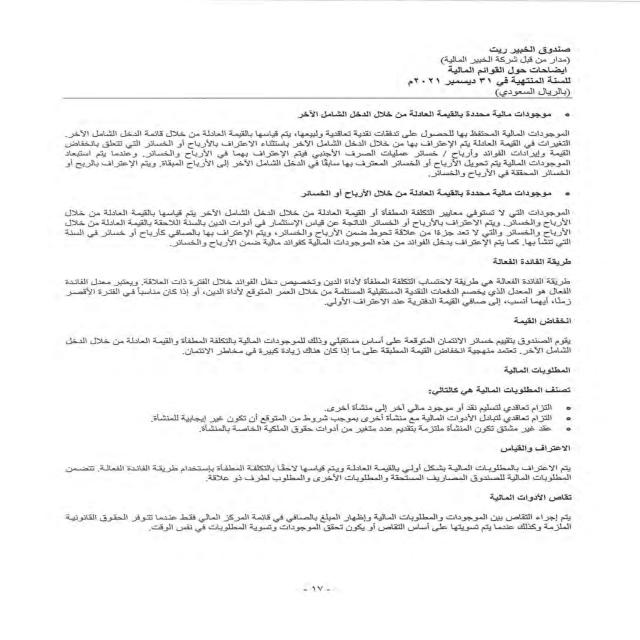 صندوق الخبير ريت
(مدار من قبل شركة الخبير المالية)
ايضاحات حول القوائم المالية
للسنة المنتهية في ٣١ ديسمبر ٢٠٢١م
(بالريال السعودي)
• موجودات مالية محددة بالقيمة العادلة من خلال الدخل الشامل الآخر
الموجودات المالية المحتفظ بها للحصول على تدفقات نقدية تعاقدية ولبيعها، يتم قياسها بالقيمة العادلة من خلال قائمة الدخل الشامل الآخر.
التغيرات في القيمة العادلة يتم الإعتراف بها من خلال الدخل الشامل الآخر باستثناء الاعتراف بالأرباح أو الخسائر التي تتعلق بانخفاض
القيمة وإيرادات الفوائد وأرباح / خسائر عمليات الصرف الأجنبي فيتم الإعتراف بهما في الأرباح والخسائر. وعندما يتم استبعاد
الموجودات المالية يتم تحويل الأرباح أو الخسائر المعترف بها سابقًا في الدخل الشامل الآخر إلى الأرباح المبقاة. ويتم الإعتراف بالربح أو
الخسائر المحققة في الأرباح والخسائر.
• موجودات مالية محددة بالقيمة العادلة من خلال الأرباح أو الخسائر
الموجودات التي لا تستوفي معايير التكلفة المطفأة أو القيمة العادلة من خلال الدخل الشامل الآخر يتم قياسها بالقيمة العادلة من خلال
الأرباح والخسائر. ويتم الاعتراف بالأرباح أو الخسائر الناتجة عن قياس الإستثمار في أدوات الدين بالسنة اللاحقة بالقيمة العادلة من خلال
الأرباح والخسائر والتي لا تعد جزءًا من علاقة تحوط ضمن الأرباح والخسائر، ويتم الإعتراف بها بالصافي كأرباح أو خسائر في السنة
التي تنشأ بها. كما يتم الإعتراف بدخل الفوائد من هذه الموجودات المالية كفوائد مالية ضمن الأرباح والخسائر.
طريقة الفائدة الفعالة
طريقة الفائدة الفعالة هي طريقة لاحتساب التكلفة المطفأة لأداة الدين وتخصيص دخل الفوائد خلال الفترة ذات العلاقة. ويعتبر معدل الفائدة
الفعال هو المعدل الذي يخصم الدفعات النقدية المستقبلية المستلمة من خلال العمر المتوقع لأداة الدين، أو إذا كان مناسبًا في الفترة الأقصر
زمنًا، أيهما أنسب، إلى صافي القيمة الدفترية عند الاعتراف الأولي.
انخفاض القيمة
يقوم الصندوق بتقييم خسائر الائتمان المتوقعة على أساس مستقبلي وذلك للموجودات المالية بالتكلفة المطفأة والقيمة العادلة من خلال الدخل
الشامل الآخر. تعتمد منهجية انخفاض القيمة المطبقة على ما إذا كان هناك زيادة كبيرة في مخاطر الائتمان.
المطلوبات المالية
تصنف المطلوبات المالية هي كالتالي:
• التزام تعاقدي لتسليم نقد أو موجود مالي آخر إلى منشأة أخرى.
• التزام تعاقدي لتبادل الأدوات المالية مع منشأة أخرى بموجب شروط من المتوقع أن تكون غير إيجابية للمنشأة.
• عقد غير مشتق تكون المنشأة ملتزمة بتقديم عدد متغير من أدوات حقوق الملكية الخاصة بالمنشأة.
الاعتراف والقياس
يتم الاعتراف بالمطلوبات المالية بشكل أولي بالقيمة العادلة ويتم قياسها لاحقًا بالتكلفة المطفأة بإستخدام طريقة الفائدة الفعالة. تتضمن
المطلوبات المالية للصندوق المصاريف المستحقة والمطلوبات الأخرى والمطلوب لطرف ذو علاقة.
تقاص الأدوات المالية
يتم إجراء التقاص بين الموجودات والمطلوبات المالية وإظهار المبلغ بالصافي في قائمة المركز المالي فقط عندما تتوفر الحقوق القانونية
الملزمة وكذلك عندما يتم تسويتها على أساس التقاص أو يكون تحقق الموجودات وتسوية المطلوبات في نفس الوقت.
- ١٧ -